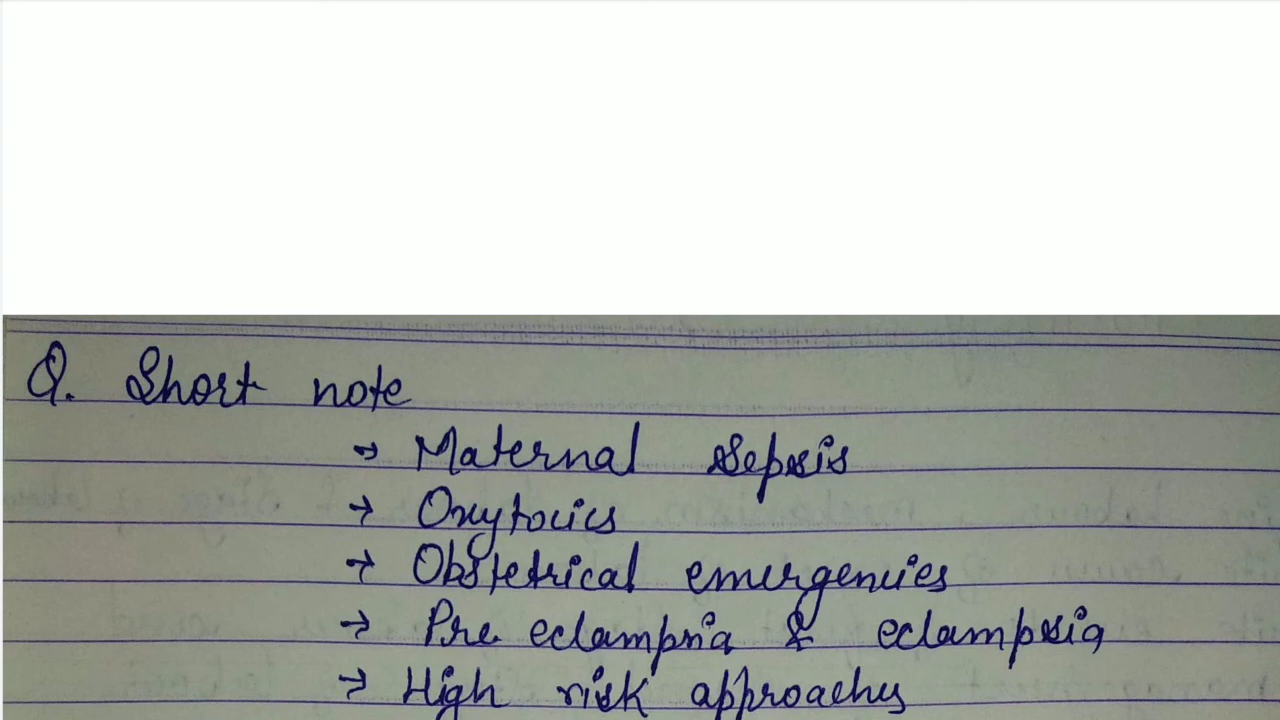 Q. Short note
→ Maternal sepsis
→ Oxytocics
→ Obstetrical emergencies
→ Pre eclampsia & eclampsia
→ High risk approaches